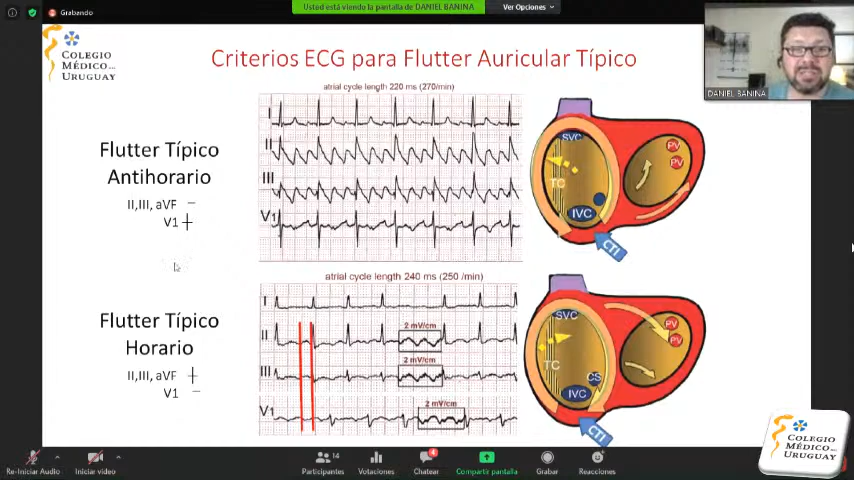 Grabando
Usted está viendo la pantalla de DANIEL BANINA
Ver Opciones
COLEGIO
MÉDICO DEL
URUGUAY
Criterios ECG para Flutter Auricular Típico
DANIEL BANINA
atrial cycle length 220 ms (270/min)
I
II
III
V1
Flutter Típico
Antihorario
II,III, aVF −
V1 +
SVC
TC
IVC
PV
PV
CTI
atrial cycle length 240 ms (250 /min)
I
II
III
V1
2 mV/cm
2 mV/cm
2 mV/cm
Flutter Típico
Horario
II,III, aVF +
V1 −
SVC
TC
CS
IVC
PV
PV
CTI
COLEGIO
MÉDICO DEL
URUGUAY
Re-Iniciar Audio
Iniciar video
14
Participantes
Votaciones
4
Chatear
Compartir pantalla
Grabar
Reacciones